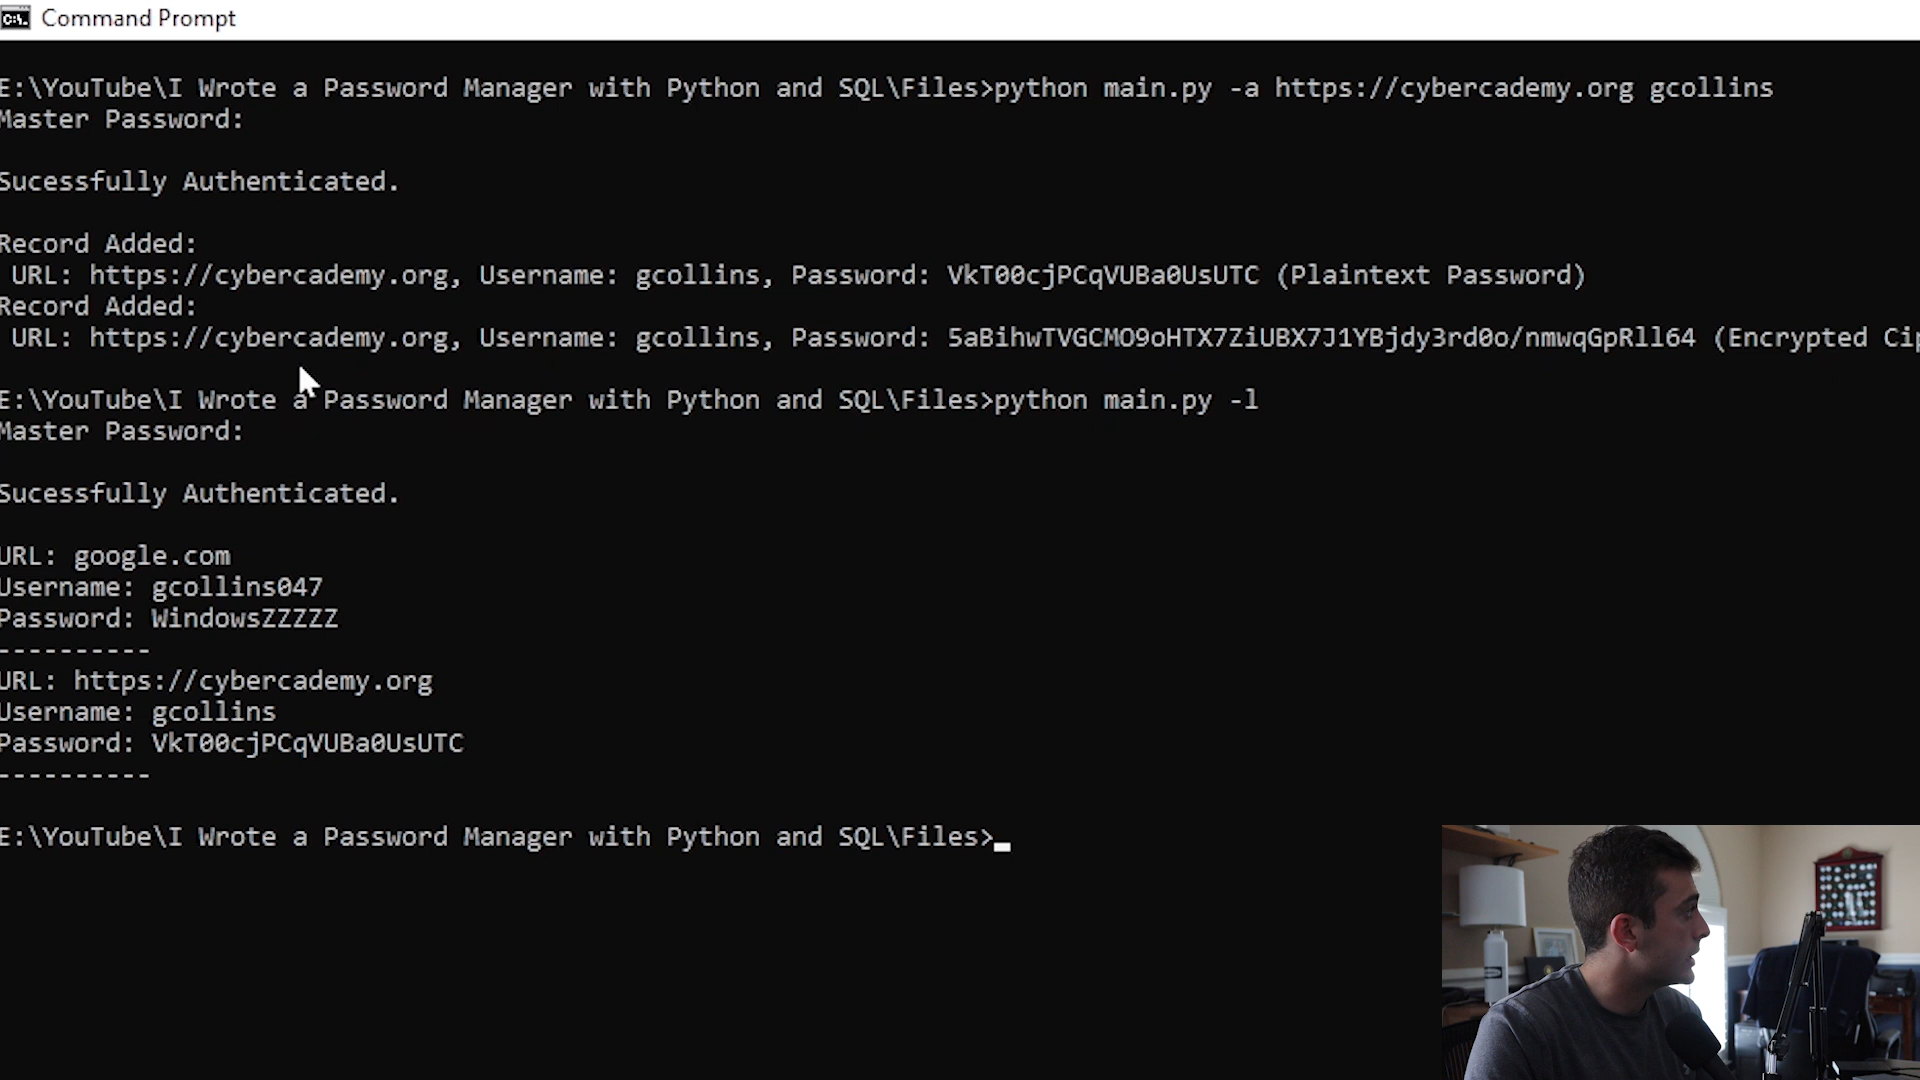 Command Prompt
E:\YouTube\I Wrote a Password Manager with Python and SQL\Files>python main.py -a https://cybercademy.org gcollins
Master Password:
Sucessfully Authenticated.
Record Added:
URL: https://cybercademy.org, Username: gcollins, Password: VkT00cjPCqVUBa0UsUTC (Plaintext Password)
Record Added:
URL: https://cybercademy.org, Username: gcollins, Password: 5aBihwTVGCMO9oHTX7ZiUBX7J1YBjdy3rd0o/nmwqGpRll64 (Encrypted Cip
E:\YouTube\I Wrote a Password Manager with Python and SQL\Files>python main.py -l
Master Password:
Sucessfully Authenticated.
URL: google.com
Username: gcollins047
Password: WindowsZZZZZ
----------
URL: https://cybercademy.org
Username: gcollins
Password: VkT00cjPCqVUBa0UsUTC
----------
E:\YouTube\I Wrote a Password Manager with Python and SQL\Files>